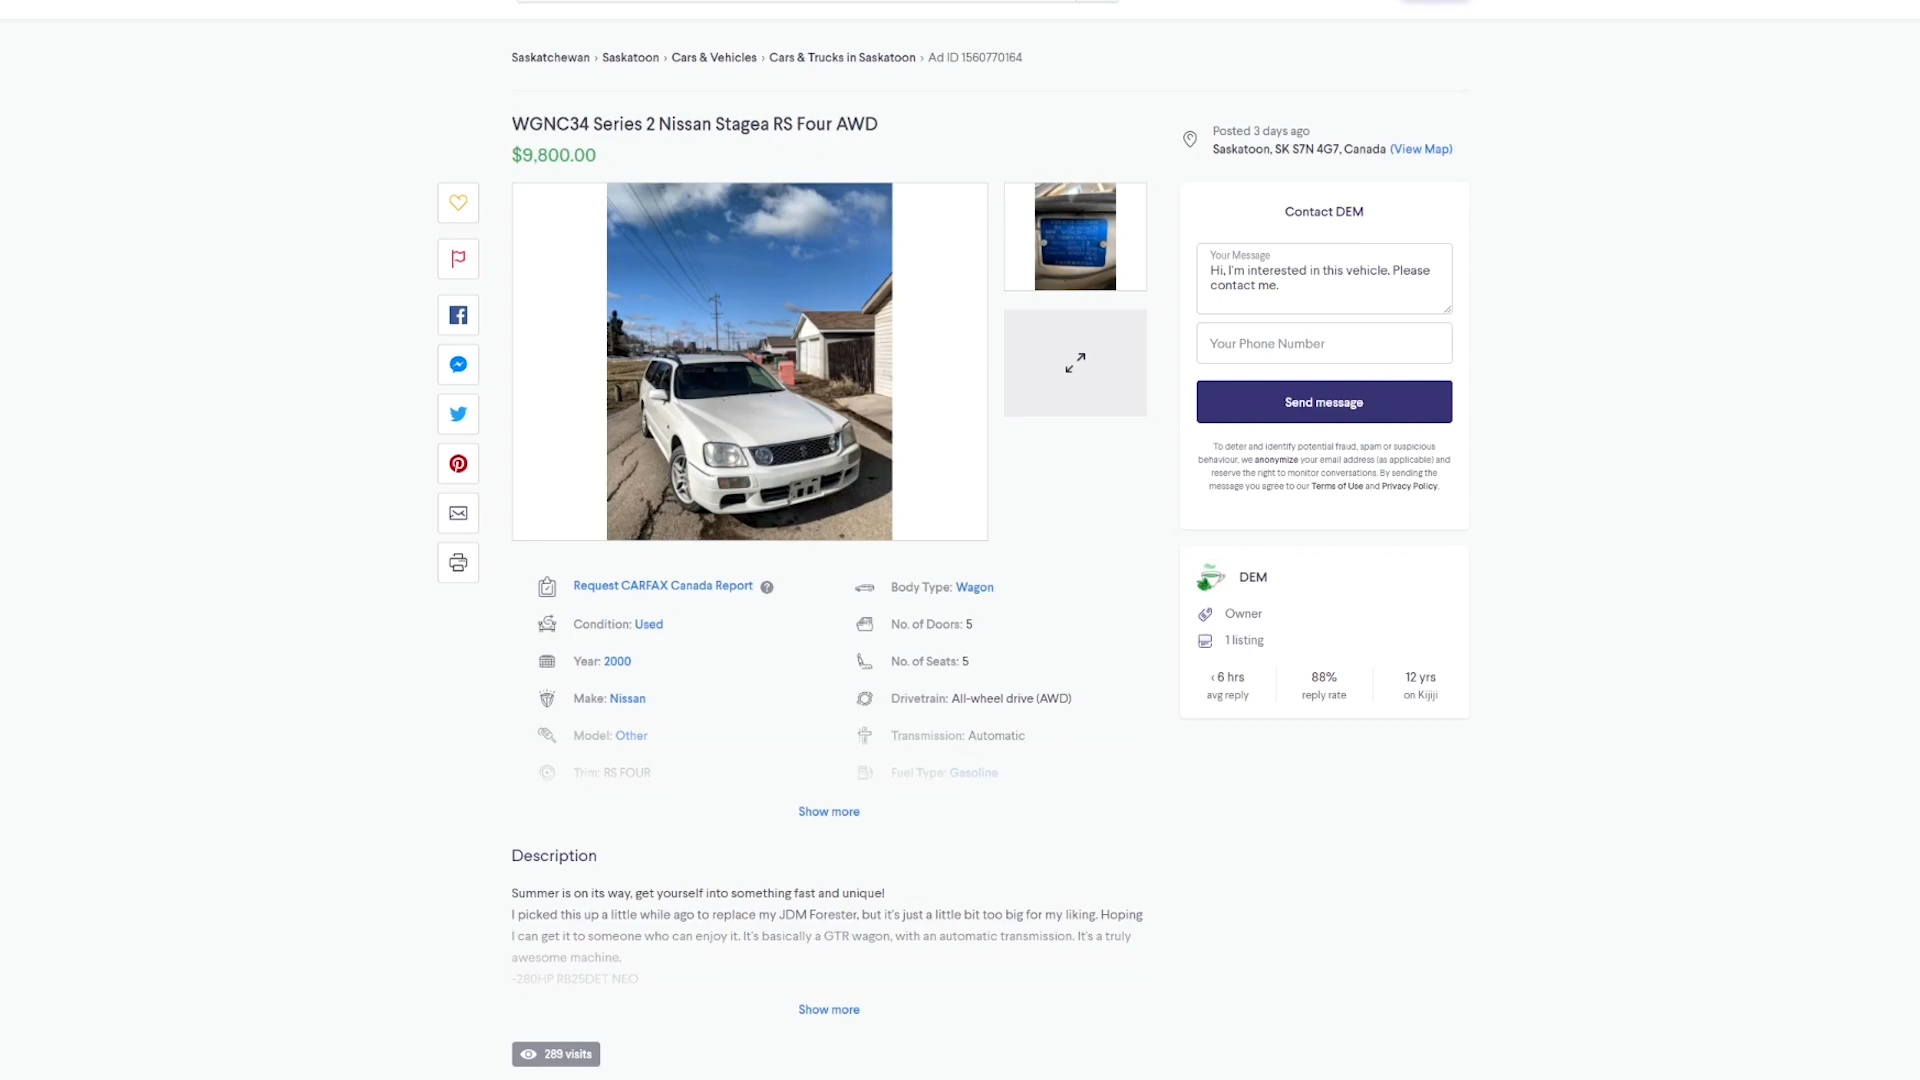 Saskatchewan › Saskatoon › Cars & Vehicles › Cars & Trucks in Saskatoon › Ad ID 1560770164
WGNC34 Series 2 Nissan Stagea RS Four AWD
$9,800.00
Posted 3 days ago
Saskatoon, SK S7N 4G7, Canada (View Map)
Contact DEM
Your Message
Hi, I'm interested in this vehicle. Please
contact me.
Your Phone Number
Send message
To deter and identify potential fraud, spam or suspicious
behaviour, we anonymize your email address (as applicable) and
reserve the right to monitor conversations. By sending the
message you agree to our Terms of Use and Privacy Policy.
DEM
Owner
1 listing
‹ 6 hrs 88% 12 yrs
avg reply reply rate on Kijiji
Request CARFAX Canada Report ?
Body Type: Wagon
Condition: Used
No. of Doors: 5
Year: 2000
No. of Seats: 5
Make: Nissan
Drivetrain: All-wheel drive (AWD)
Model: Other
Transmission: Automatic
Trim: RS FOUR
Fuel Type: Gasoline
Show more
Description
Summer is on its way, get yourself into something fast and unique!
I picked this up a little while ago to replace my JDM Forester, but it's just a little bit too big for my liking. Hoping
I can get it to someone who can enjoy it. It's basically a GTR wagon, with an automatic transmission. It's a truly
awesome machine.
-280HP RB25DET NEO
Show more
289 visits